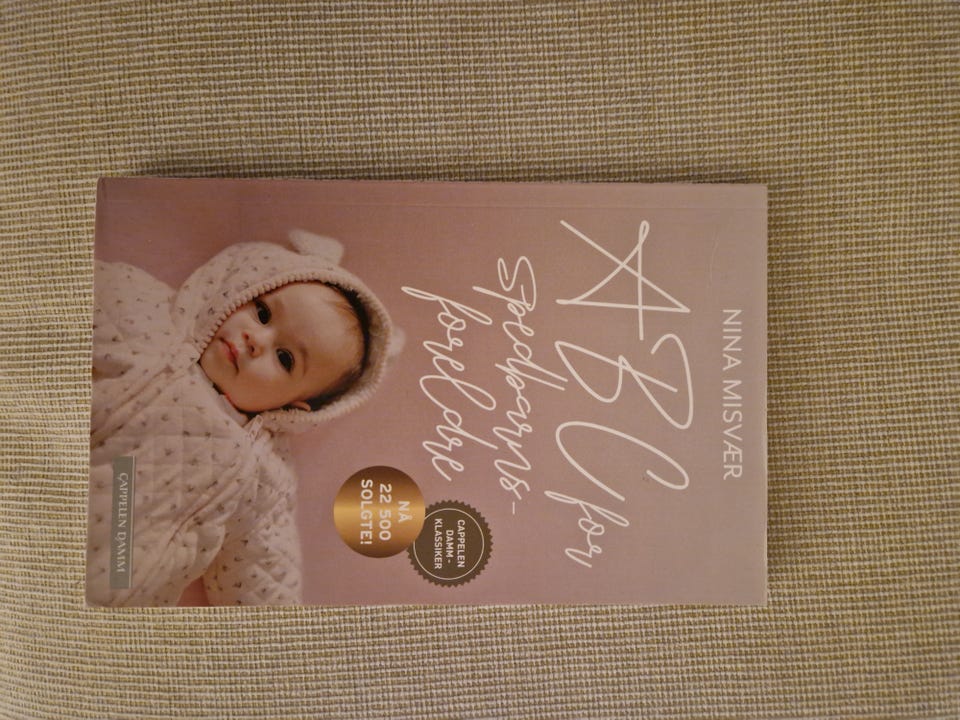 NINA MISVÆR
ABC for
spedbarns-
foreldre
CAPPELEN
DAMM-
KLASSIKER
NÅ
22 500
SOLGTE!
CAPPELEN DAMM